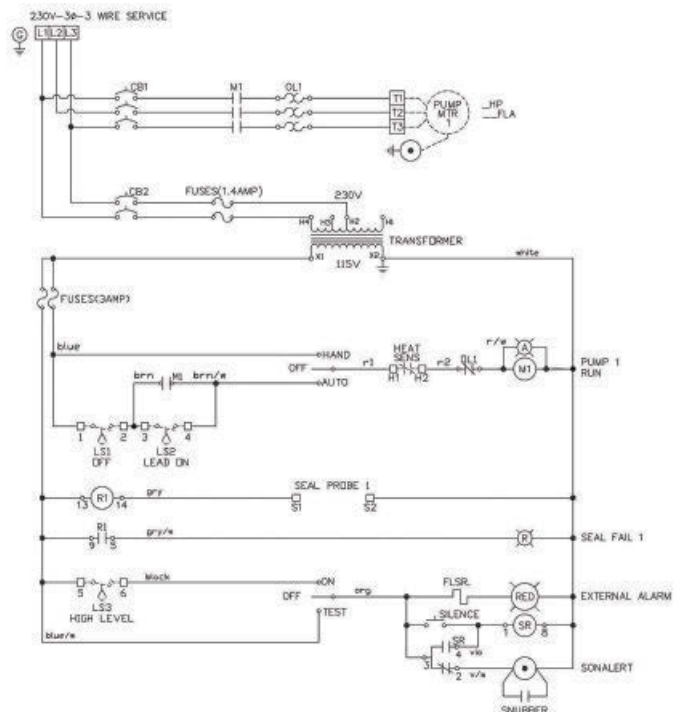 230V-3ø-3 WIRE SERVICE
G
L1 L2 L3
CB1 M1 OL1
T1
T2
T3
PUMP
MTR
1
_HP
__FLA
CB2 FUSES(1.4AMP) 230V
H4 H3 H2 H1
TRANSFORMER
X1 115V X2
white
FUSES(3AMP)
blue
HAND
OFF
AUTO
r1
HEAT
SENS
H1 H2
r2
OL1
r/w
A
M1
PUMP 1
RUN
brn M1 brn/w
1 2 3 4
LS1
OFF
LS2
LEAD ON
13 R1 14 gry
SEAL PROBE 1
S1 S2
R1
9 5
gry/w
R
SEAL FAIL 1
5 6 black
LS3
HIGH LEVEL
ON
OFF
TEST
org
FLSR.
RED
EXTERNAL ALARM
SILENCE
1 SR 8
SR
4 vio
3
2 v/w
SONALERT
SNUBBER
blue/w